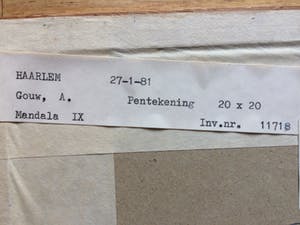 HAARLEM 27-1-81
Gouw, A. Pentekening 20 x 20
Mandala IX Inv.nr. 11718